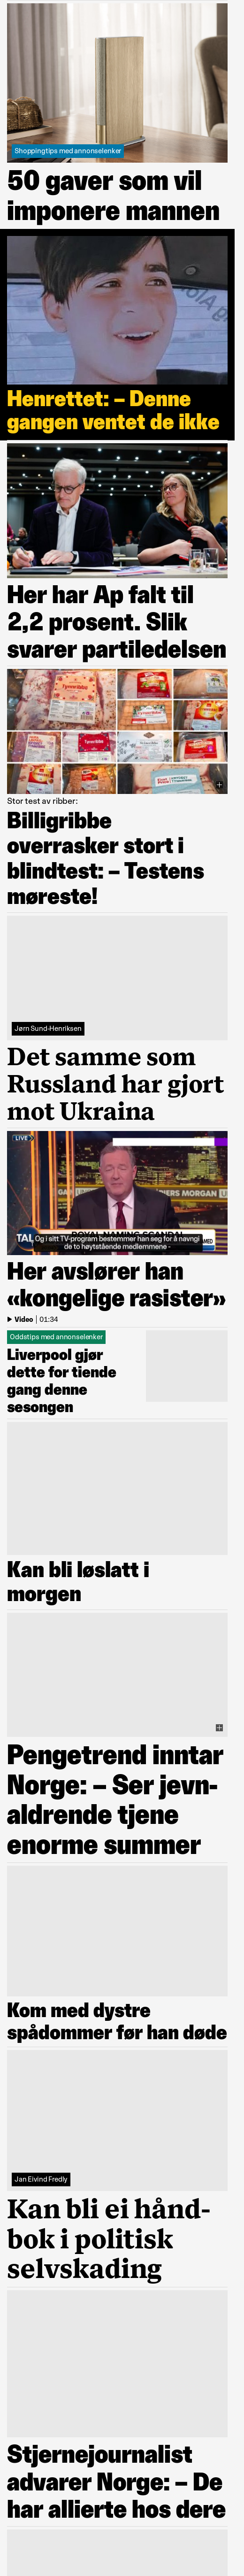 Shoppingtips med annonselenker
50 gaver som vil
imponere mannen
Henrettet: – Denne
gangen ventet de ikke
Her har Ap falt til
2,2 prosent. Slik
svarer partiledelsen
Stor test av ribber:
Billigribbe
overrasker stort i
blindtest: – Testens
møreste!
Jørn Sund-Henriksen
Det samme som
Russland har gjort
mot Ukraina
LIVE
TAL
Og i sitt TV-program bestemmer han seg for å navngi
de to høytstående medlemmene -
Her avslører han
«kongelige rasister»
Video | 01:34
Oddstips med annonselenker
Liverpool gjør
dette for tiende
gang denne
sesongen
Kan bli løslatt i
morgen
Pengetrend inntar
Norge: – Ser jevn-
aldrende tjene
enorme summer
Kom med dystre
spådommer før han døde
Jan Eivind Fredly
Kan bli ei hånd-
bok i politisk
selvskading
Stjernejournalist
advarer Norge: – De
har allierte hos dere